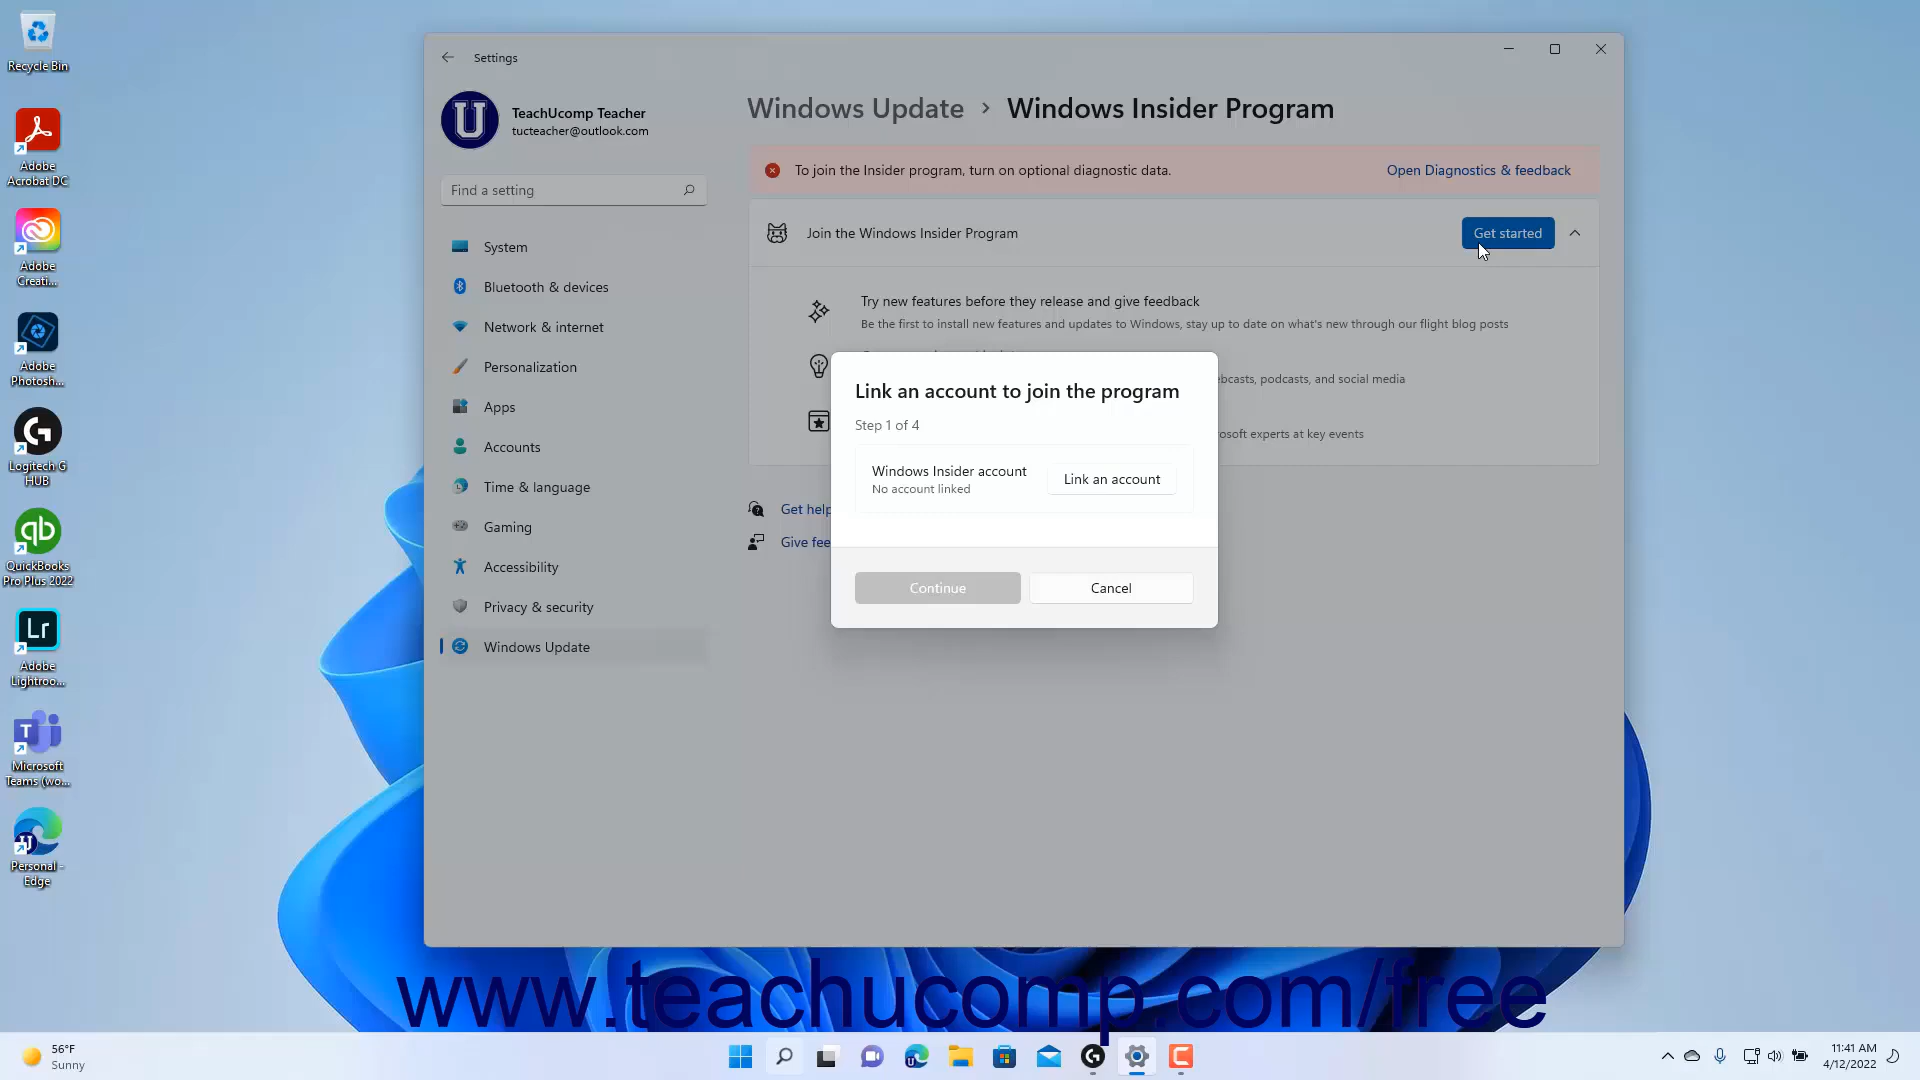 Recycle Bin
Adobe
Acrobat DC
Adobe
Creati...
Adobe
Photosh...
Logitech G
HUB
QuickBooks
Pro Plus 2022
Adobe
Lightroo...
Microsoft
Teams (wo...
Personal -
Edge
Settings
TeachUcomp Teacher
tucteacher@outlook.com
Find a setting
System
Bluetooth & devices
Network & internet
Personalization
Apps
Accounts
Time & language
Gaming
Accessibility
Privacy & security
Windows Update
Windows Update > Windows Insider Program
To join the Insider program, turn on optional diagnostic data. Open Diagnostics & feedback
Join the Windows Insider Program Get started
Try new features before they release and give feedback
Be the first to install new features and updates to Windows, stay up to date on what's new through our flight blog posts
podcasts, and social media
experts at key events
Get help
Give
Link an account to join the program
Step 1 of 4
Windows Insider account
No account linked
Link an account
Continue Cancel
www.teachucomp.com/free
56°F
Sunny
11:41 AM
4/12/2022